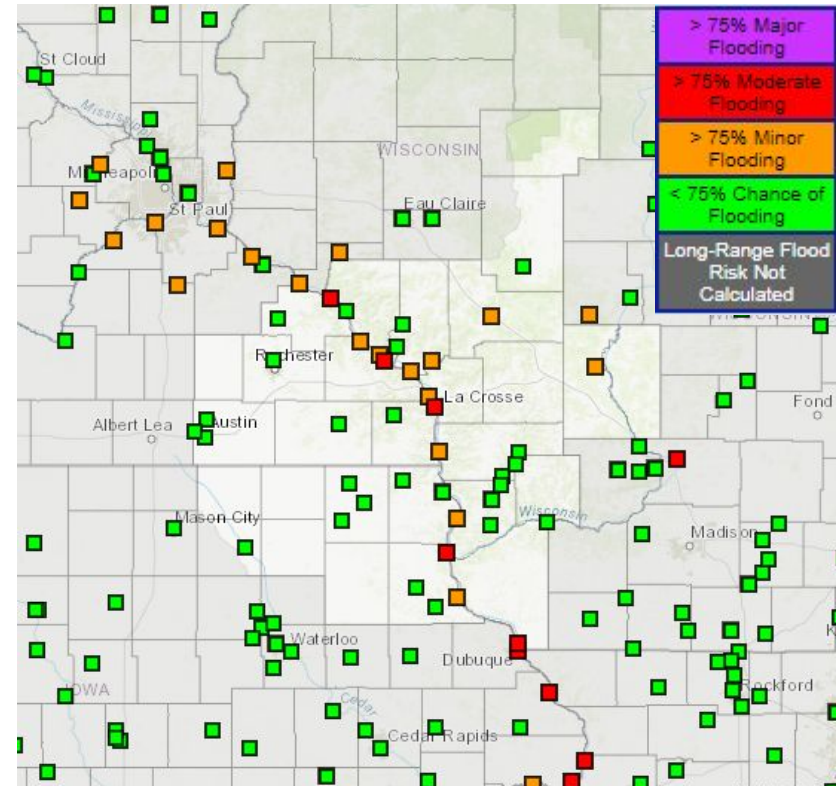 > 75% Major
Flooding
> 75% Moderate
Flooding
> 75% Minor
Flooding
< 75% Chance of
Flooding
Long-Range Flood
Risk Not
Calculated
St Cloud
Mississippi
WISCONSIN
St Paul
Eau Claire
Rochester
La Crosse
Albert Lea
Austin
Fond
Mason City
Wisconsin
Madison
Waterloo
Dubuque
IOWA
Cedar
Rockford
Cedar Rapids